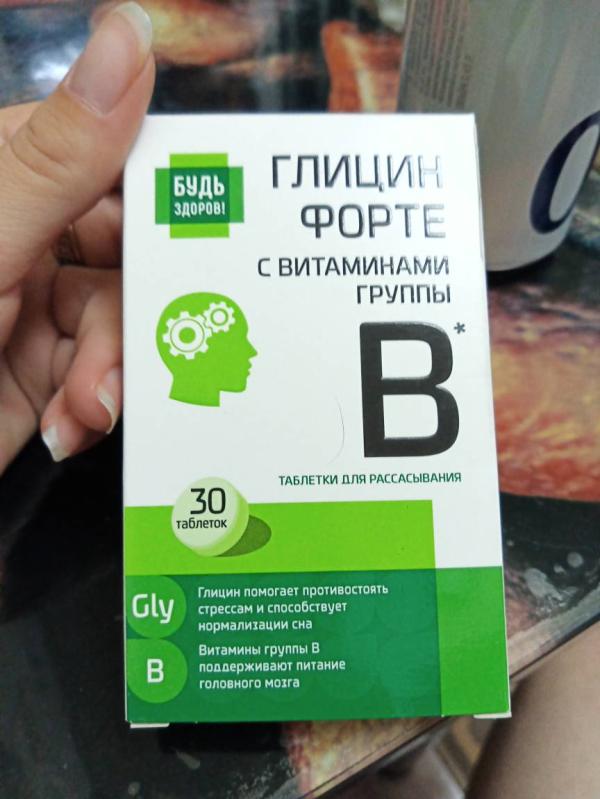 БУДЬ
ЗДОРОВ!
ГЛИЦИН
ФОРТЕ
С ВИТАМИНАМИ
ГРУППЫ
В*
ТАБЛЕТКИ ДЛЯ РАССАСЫВАНИЯ
30
таблеток
Gly
Глицин помогает противостоять
стрессам и способствует
нормализации сна
В
Витамины группы В
поддерживают питание
головного мозга